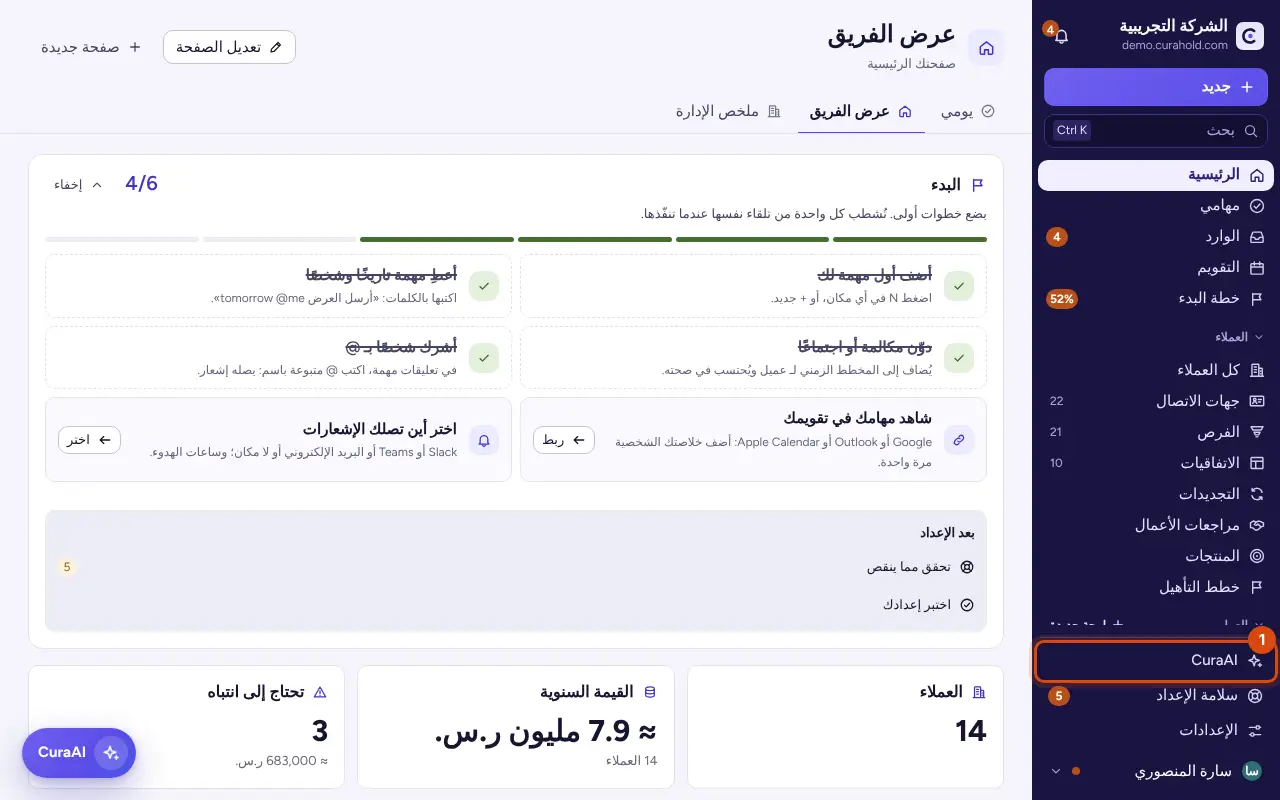 الشركة التجريبية
demo.curahold.com
4
جديد
بحث
Ctrl K
الرئيسية
مهامي
الوارد
4
التقويم
خطة البدء
52%
العملاء
كل العملاء
جهات الاتصال
22
الفرص
21
الاتفاقيات
10
التجديدات
مراجعات الأعمال
المنتجات
خطط التأهيل
1
CuraAI
سلامة الإعداد
5
الإعدادات
سا
سارة المنصوري
عرض الفريق
صفحتك الرئيسية
تعديل الصفحة
صفحة جديدة
يومي
عرض الفريق
ملخص الإدارة
البدء
4/6
إخفاء
بضع خطوات أولى. تُشطب كل واحدة من تلقاء نفسها عندما تنفّذها.
أضف أول مهمة لك
اضغط N في أي مكان، أو + جديد.
أعطِ مهمة تاريخًا وشخصًا
اكتبها بالكلمات: «أرسل العرض tomorrow @me».
دوّن مكالمة أو اجتماعًا
يُضاف إلى المخطط الزمني لـ عميل ويُحتسب في صحته.
أشرك شخصًا بـ @
في تعليقات مهمة، اكتب @ متبوعة باسم: يصله إشعار.
شاهد مهامك في تقويمك
Google أو Outlook أو Apple Calendar: أضف خلاصتك الشخصية
مرة واحدة.
ربط
اختر أين تصلك الإشعارات
Slack أو Teams أو البريد الإلكتروني أو لا مكان؛ وساعات الهدوء.
اختر
بعد الإعداد
تحقق مما ينقص
5
اختبر إعدادك
العملاء
14
القيمة السنوية
≈ 7.9 مليون ر.س.
14 العملاء
تحتاج إلى انتباه
3
≈ 683,000 ر.س.
CuraAI